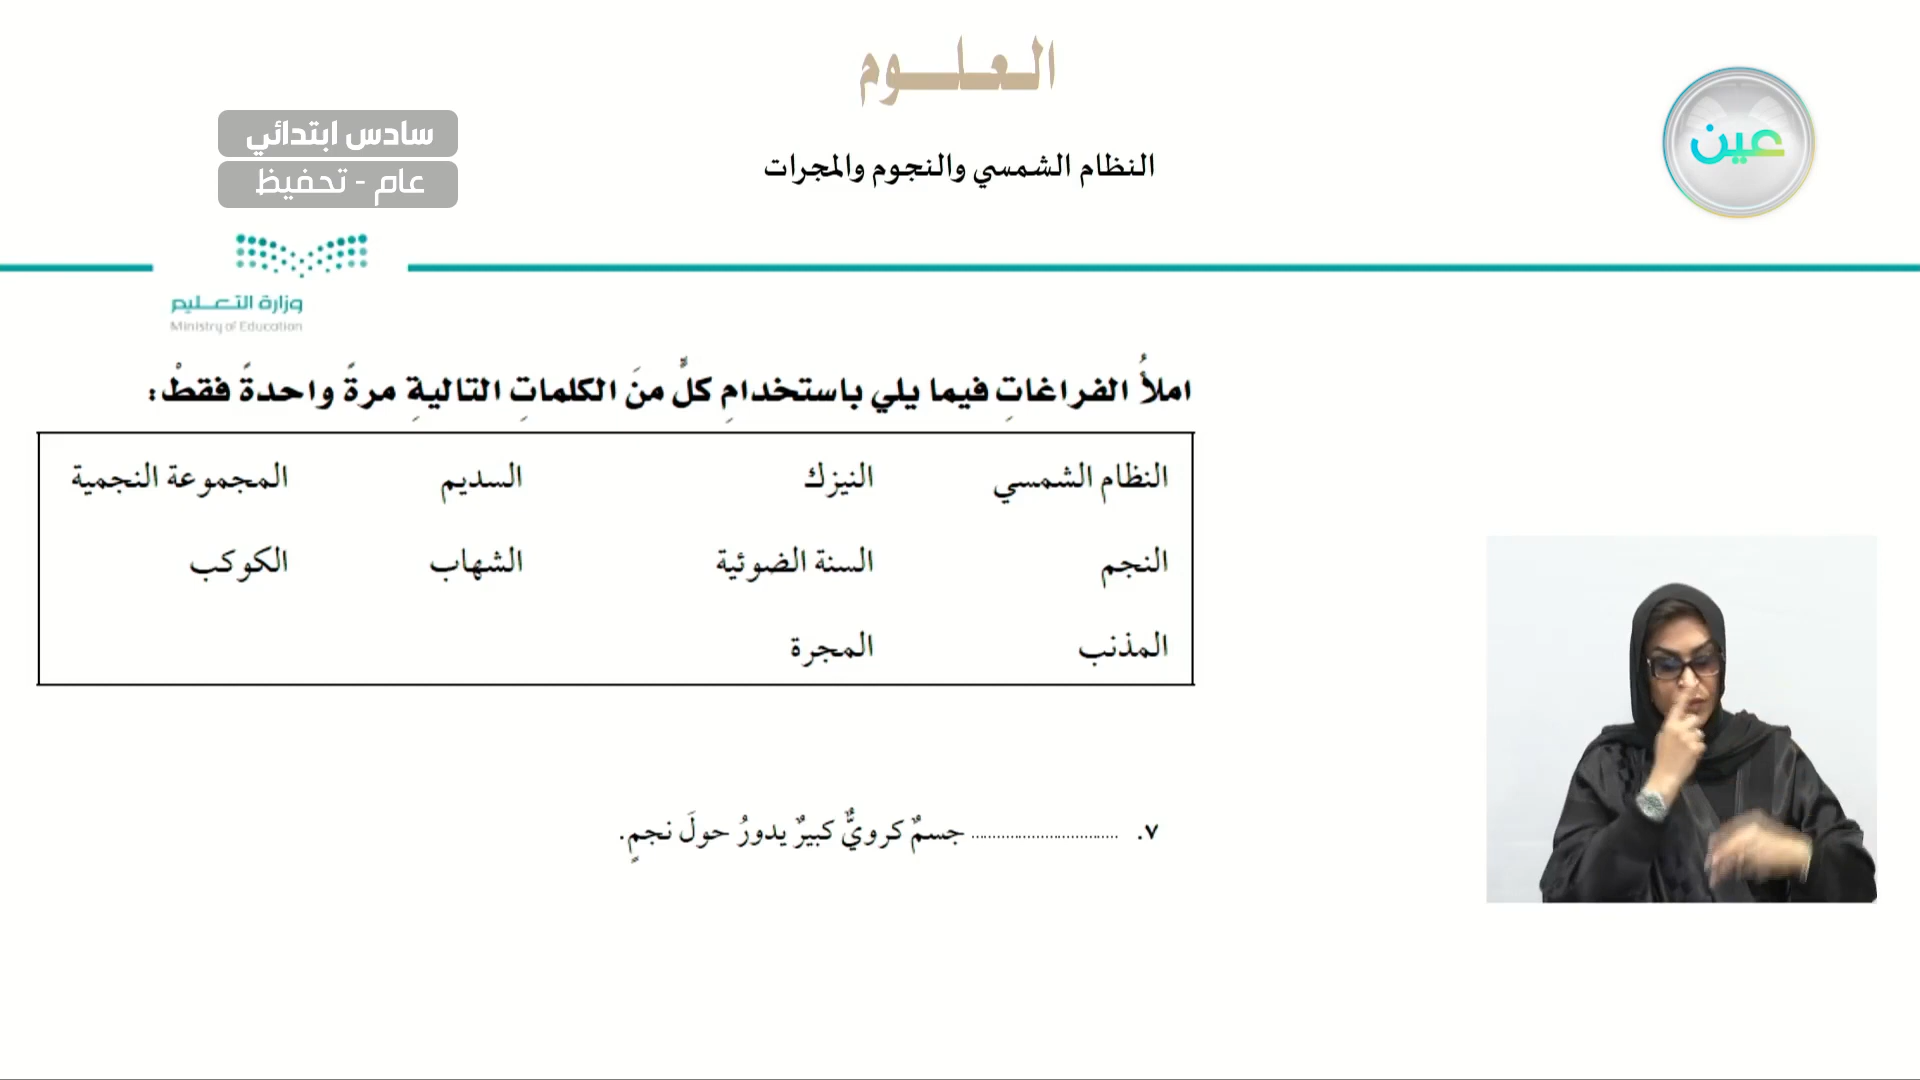 العلوم
عين
سادس ابتدائي
عام - تحفيظ
النظام الشمسي والنجوم والمجرات
وزارة التعليم
Ministry of Education
املأُ الفراغاتِ فيما يلي باستخدامِ كلٍّ منَ الكلماتِ التاليةِ مرةً واحدةً فقطْ:
النظام الشمسي النيزك السديم المجموعة النجمية
النجم السنة الضوئية الشهاب الكوكب
المذنب المجرة
٧. .................................. جسمٌ كرويٌّ كبيرٌ يدورُ حولَ نجمٍ.